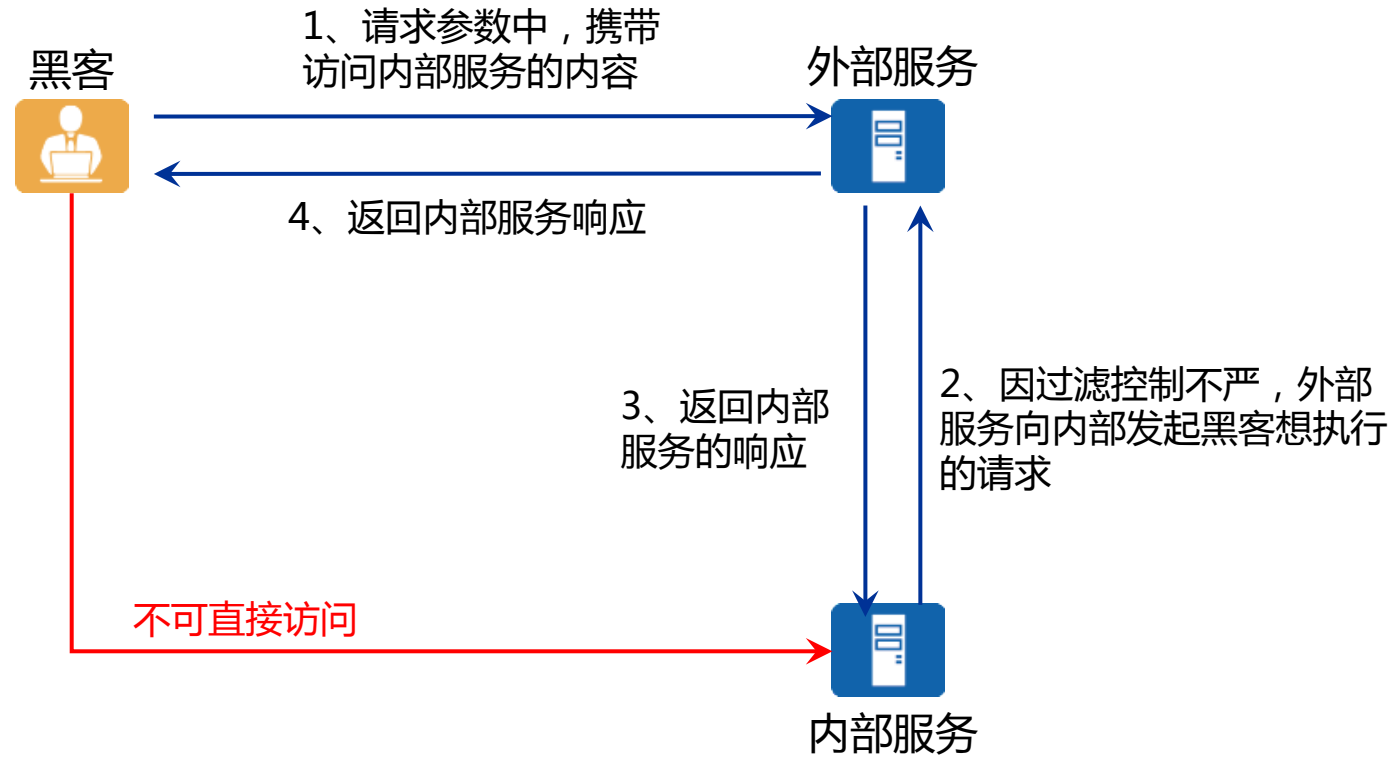 1、请求参数中，携带
访问内部服务的内容
黑客
外部服务
4、返回内部服务响应
3、返回内部
服务的响应
2、因过滤控制不严，外部
服务向内部发起黑客想执行
的请求
不可直接访问
内部服务